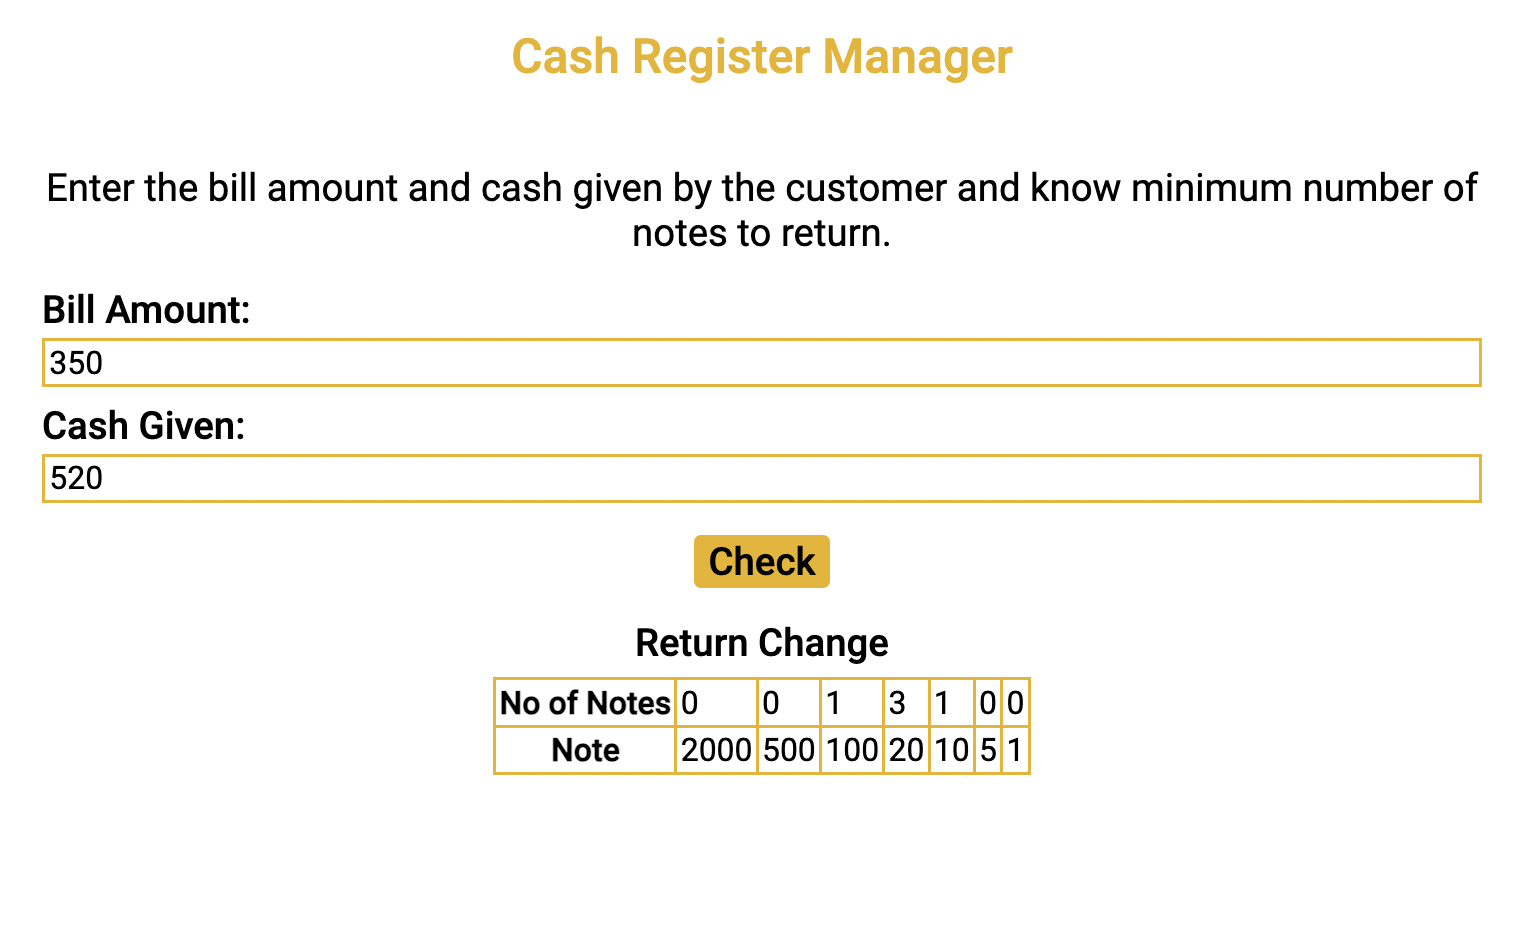 Cash Register Manager
Enter the bill amount and cash given by the customer and know minimum number of
notes to return.
Bill Amount:
350
Cash Given:
520
Check
Return Change
No of Notes 0 0 1 3 1 0 0
Note 2000 500 100 20 10 5 1